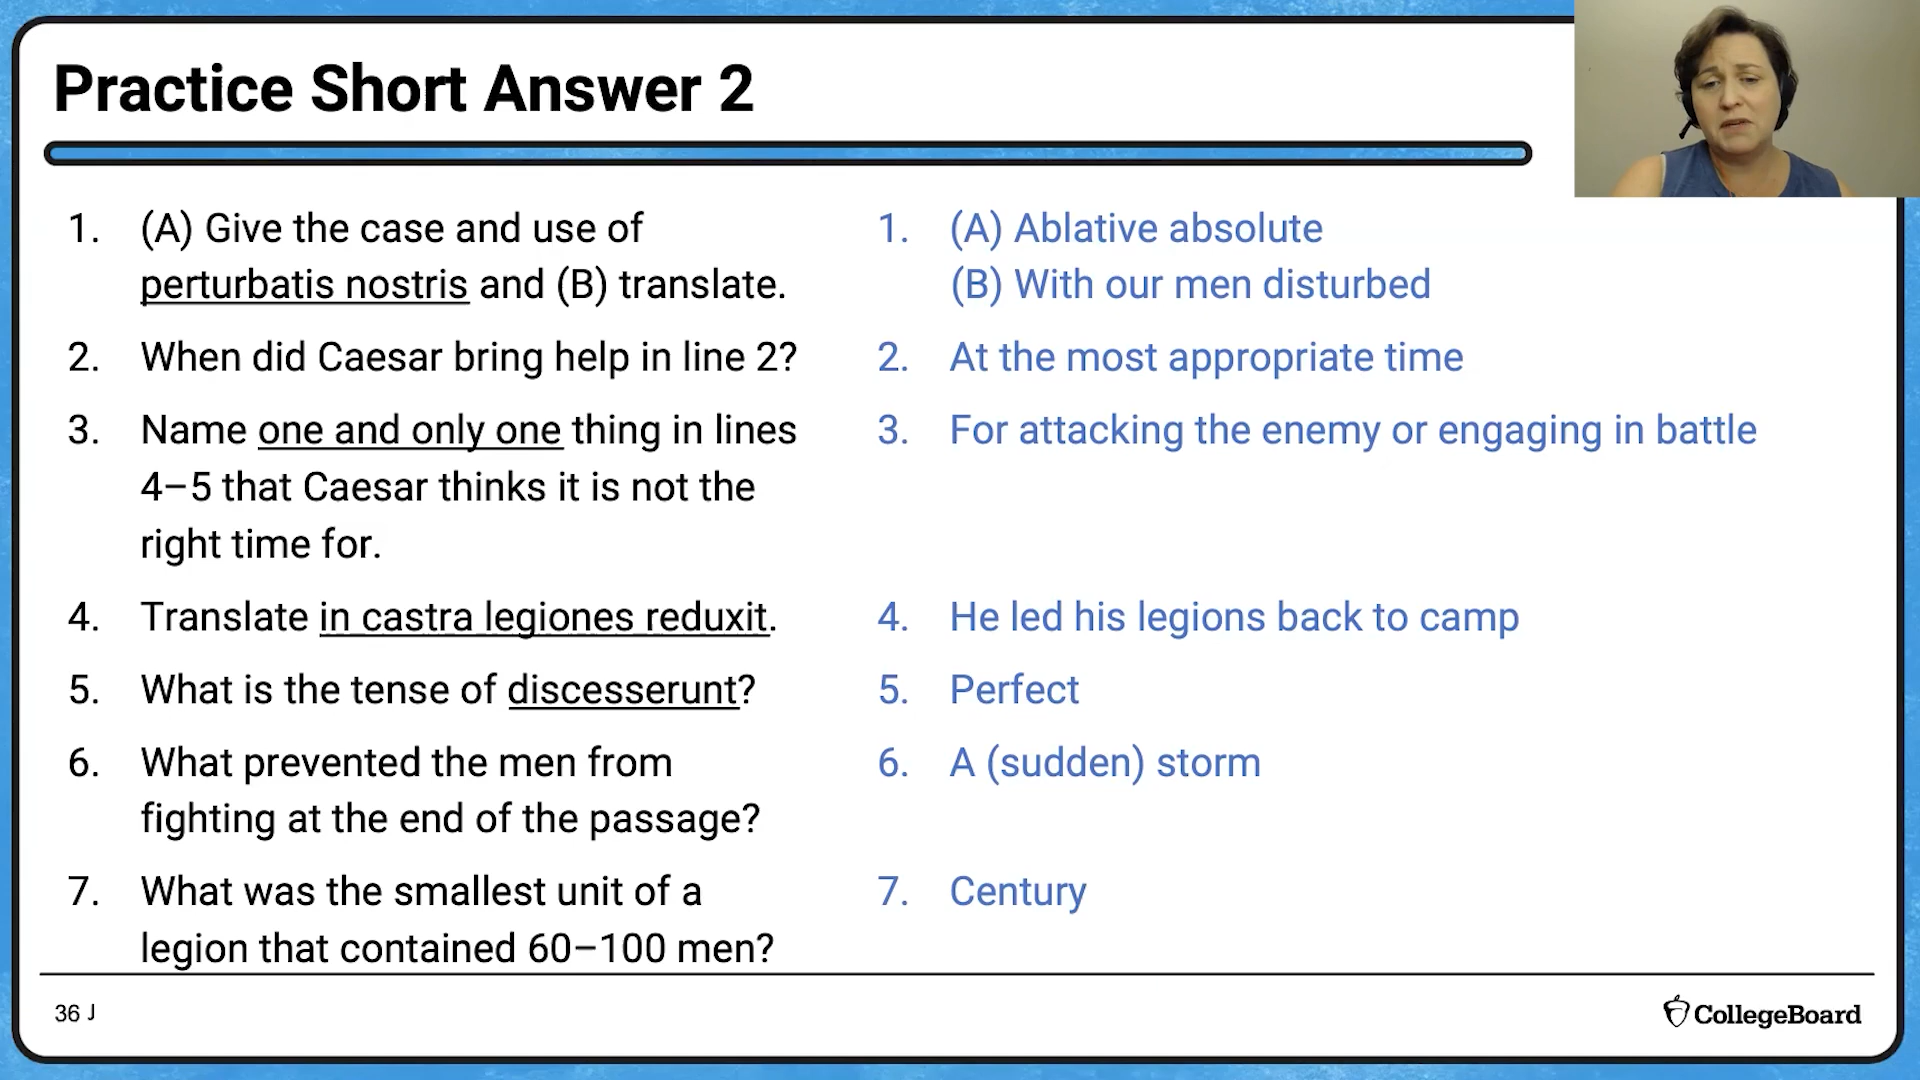 Practice Short Answer 2
1. (A) Give the case and use of
perturbatis nostris and (B) translate.
2. When did Caesar bring help in line 2?
3. Name one and only one thing in lines
4–5 that Caesar thinks it is not the
right time for.
4. Translate in castra legiones reduxit.
5. What is the tense of discesserunt?
6. What prevented the men from
fighting at the end of the passage?
7. What was the smallest unit of a
legion that contained 60–100 men?
1. (A) Ablative absolute
(B) With our men disturbed
2. At the most appropriate time
3. For attacking the enemy or engaging in battle
4. He led his legions back to camp
5. Perfect
6. A (sudden) storm
7. Century
36 J
CollegeBoard